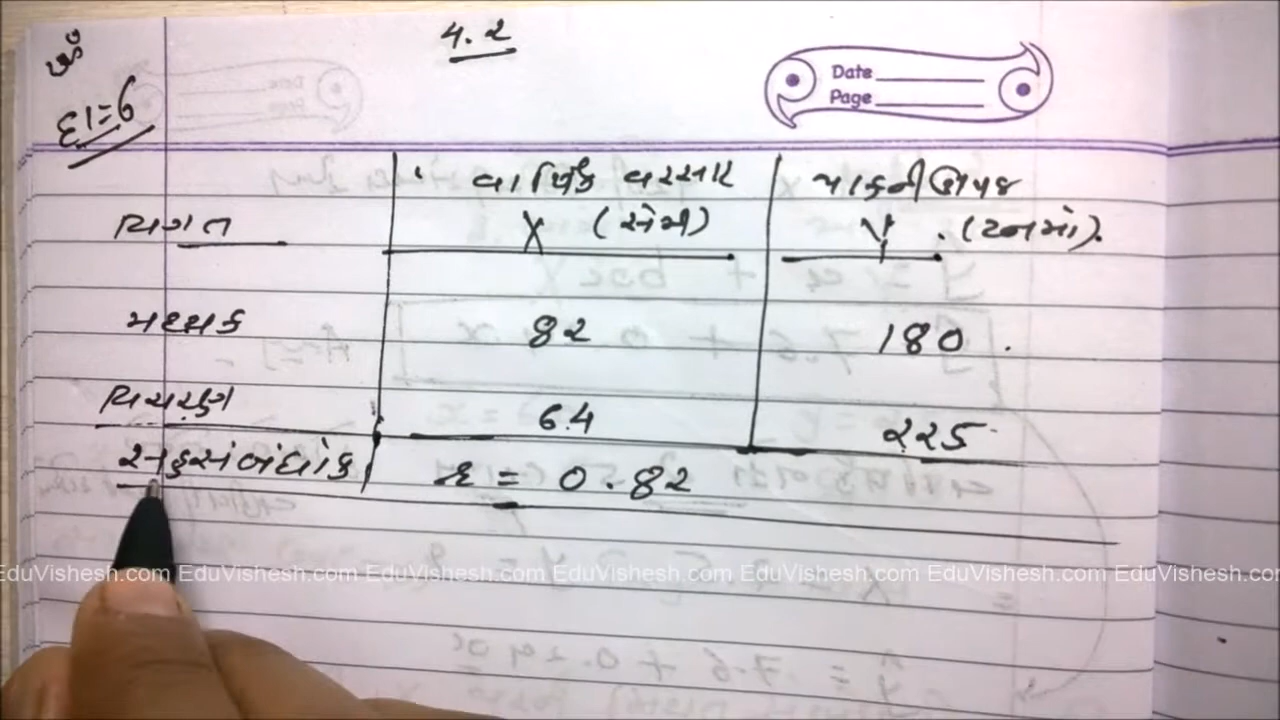 4.2
Date
Page
દા=6
વાર્ષિક વરસાદ પાકની ઊપજ
વિગત X (સેમી) Y (ટનમાં).
મધ્યક 82 180
વિચરણ 64 225
સહસંબંધાંક r = 0.82
EduVishesh.com EduVishesh.com EduVishesh.com EduVishesh.com EduVishesh.com EduVishesh.com EduVishesh.com